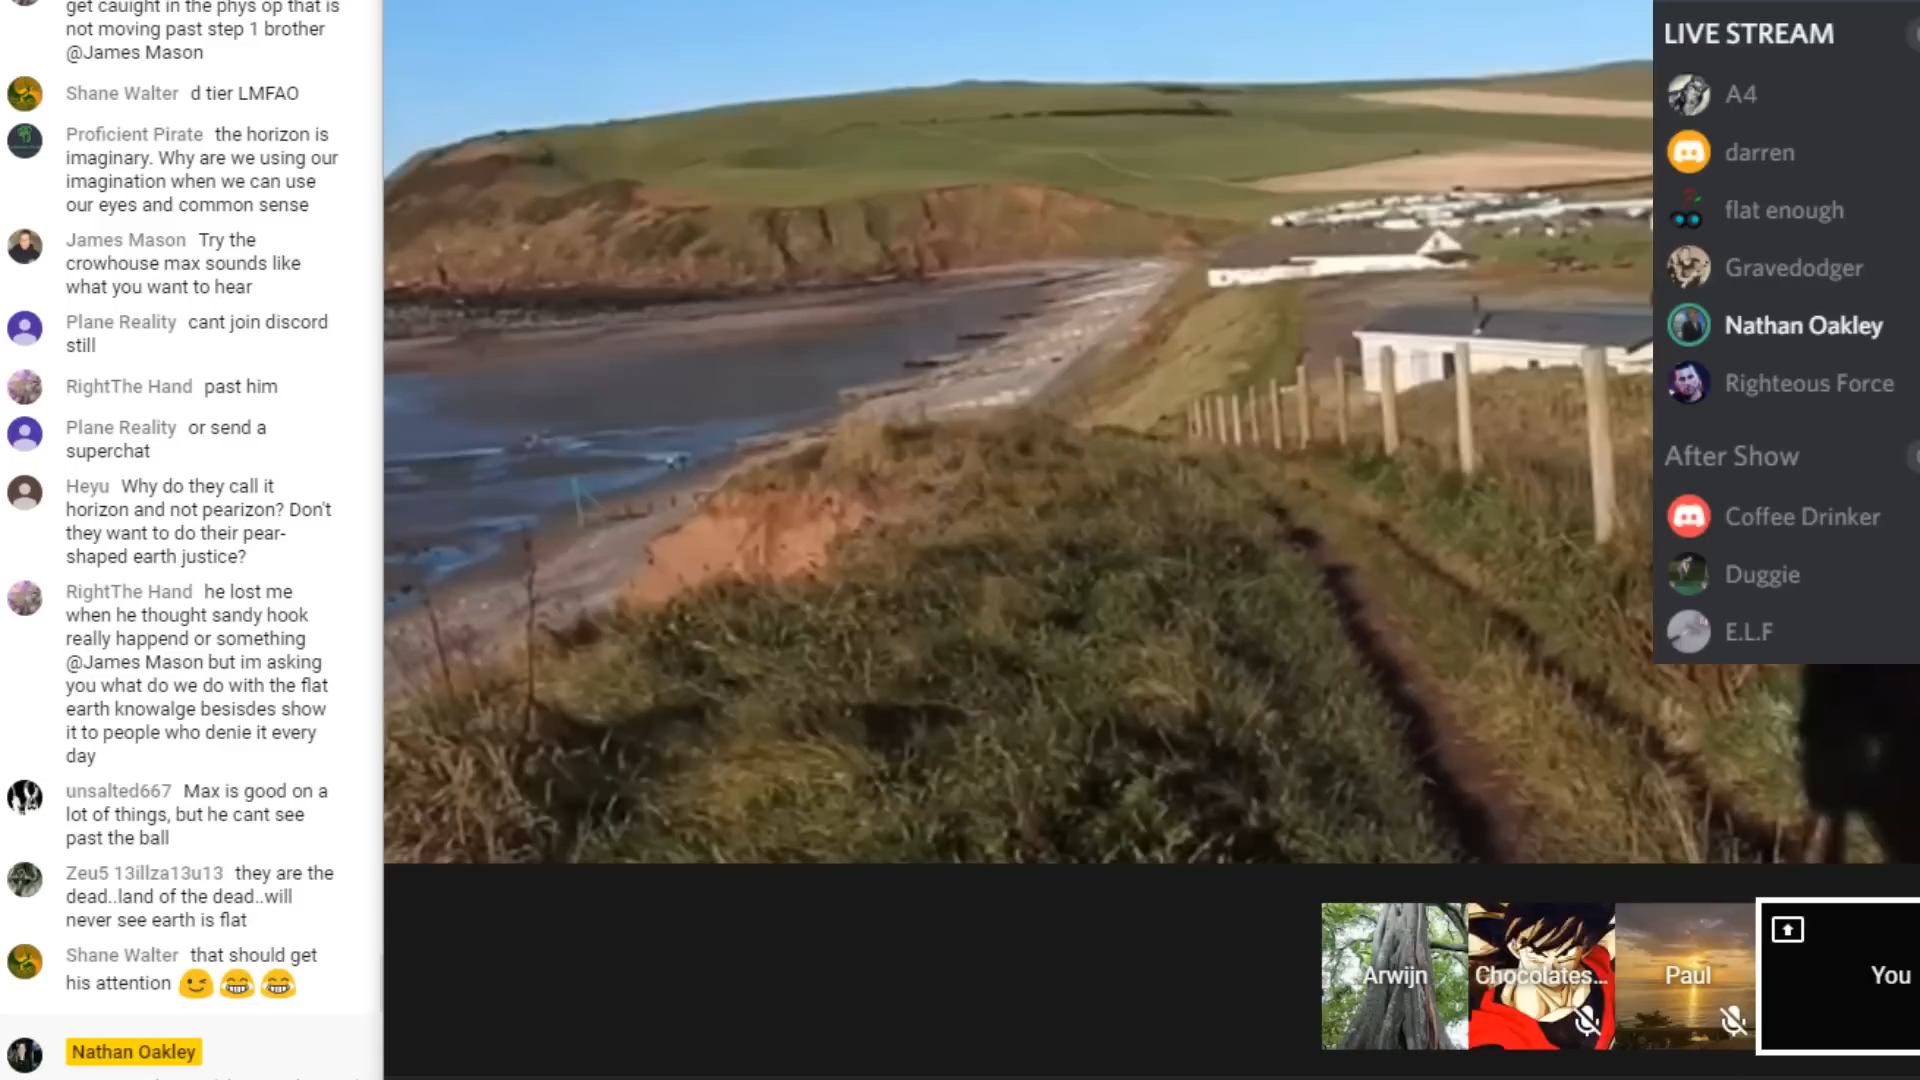 get cauight in the phys op that is
not moving past step 1 brother
@James Mason
Shane Walter d tier LMFAO
Proficient Pirate the horizon is
imaginary. Why are we using our
imagination when we can use
our eyes and common sense
James Mason Try the
crowhouse max sounds like
what you want to hear
Plane Reality cant join discord
still
RightThe Hand past him
Plane Reality or send a
superchat
Heyu Why do they call it
horizon and not pearizon? Don't
they want to do their pear-
shaped earth justice?
RightThe Hand he lost me
when he thought sandy hook
really happend or something
@James Mason but im asking
you what do we do with the flat
earth knowalge besisdes show
it to people who denie it every
day
unsalted667 Max is good on a
lot of things, but he cant see
past the ball
Zeu5 13illza13u13 they are the
dead..land of the dead..will
never see earth is flat
Shane Walter that should get
his attention 😉 😂 😂
Nathan Oakley
LIVE STREAM
A4
darren
flat enough
Gravedodger
Nathan Oakley
Righteous Force
After Show
Coffee Drinker
Duggie
E.L.F
Arwijn
Chocolates...
Paul
You